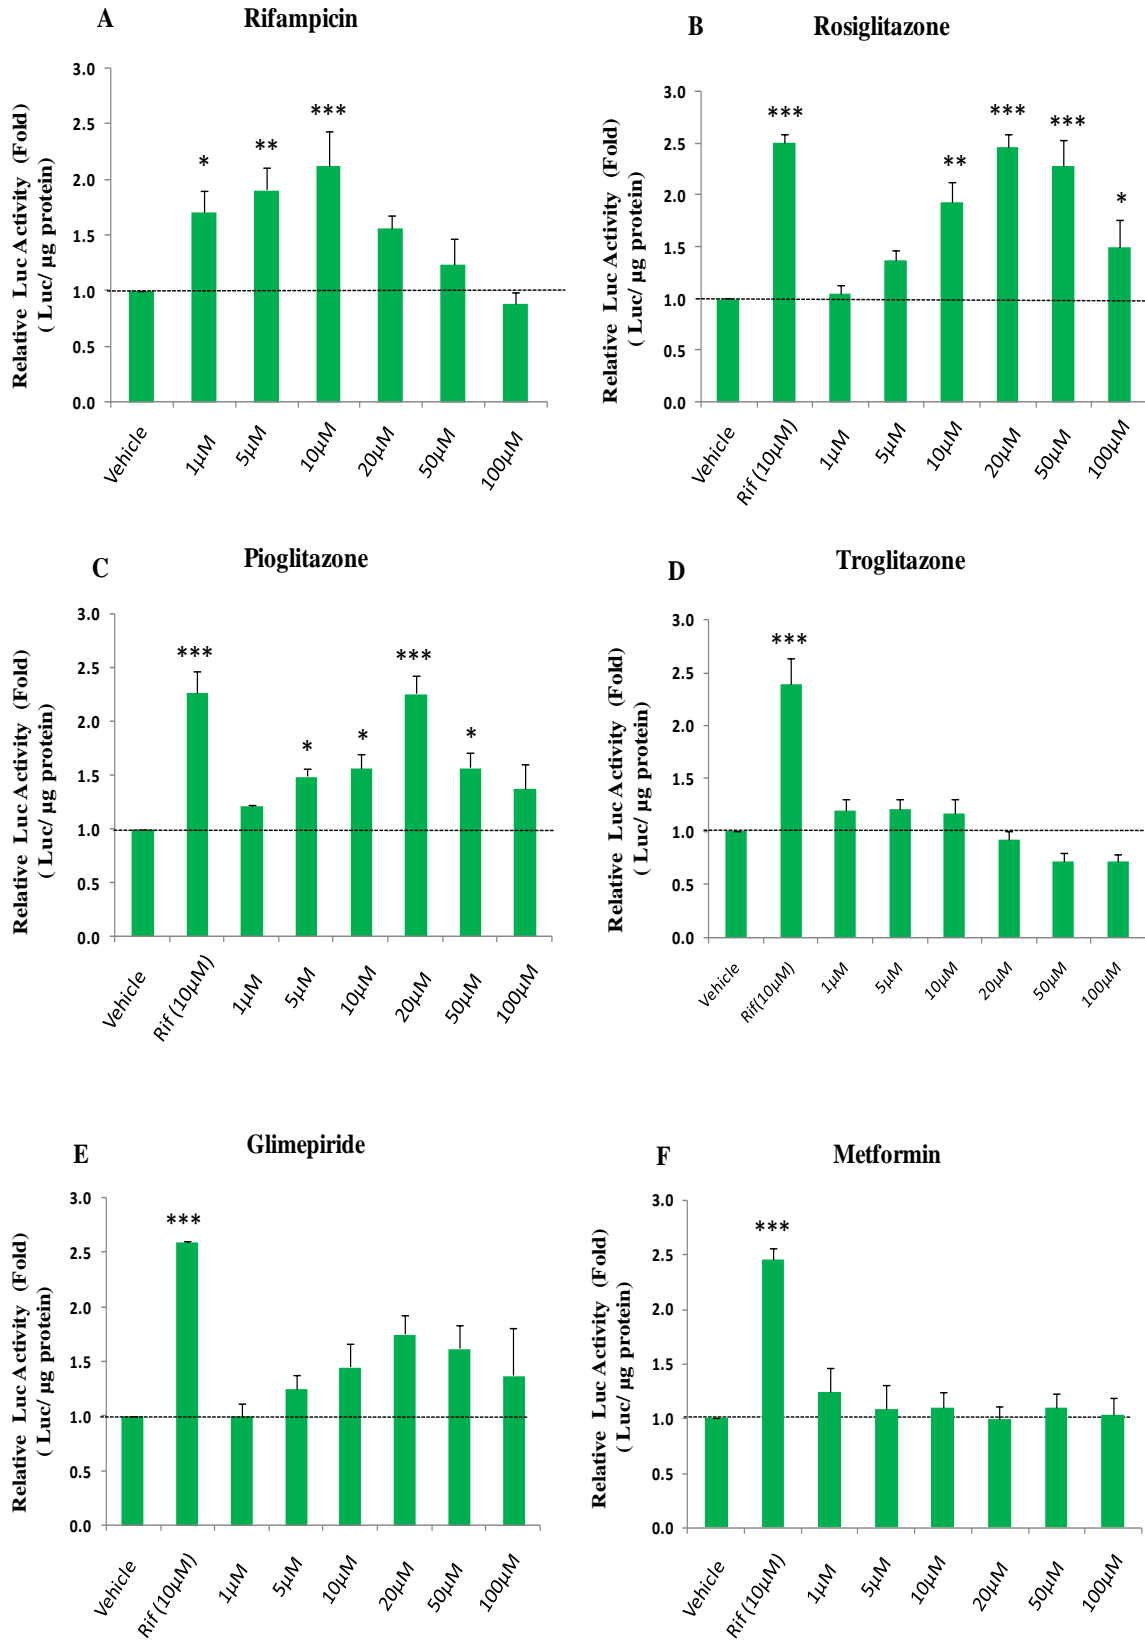 A
Rifampicin
Relative Luc Activity (Fold)
( Luc/ µg protein)
3.0
2.5
2.0
1.5
1.0
0.5
0.0
*
**
***
Vehicle
1µM
5µM
10µM
20µM
50µM
100µM
B
Rosiglitazone
Relative Luc Activity (Fold)
( Luc/ µg protein)
3.0
2.5
2.0
1.5
1.0
0.5
0.0
***
**
***
***
*
Vehicle
Rif (10µM)
1µM
5µM
10µM
20µM
50µM
100µM
C
Pioglitazone
Relative Luc Activity (Fold)
( Luc/ µg protein)
3.0
2.5
2.0
1.5
1.0
0.5
0.0
***
*
*
***
*
Vehicle
Rif (10µM)
1µM
5µM
10µM
20µM
50µM
100µM
D
Troglitazone
Relative Luc Activity (Fold)
( Luc/ µg protein)
3.0
2.5
2.0
1.5
1.0
0.5
0.0
***
Vehicle
Rif(10µM)
1µM
5µM
10µM
20µM
50µM
100µM
E
Glimepiride
Relative Luc Activity (Fold)
( Luc/ µg protein)
3.0
2.5
2.0
1.5
1.0
0.5
0.0
***
Vehicle
Rif (10µM)
1µM
5µM
10µM
20µM
50µM
100µM
F
Metformin
Relative Luc Activity (Fold)
( Luc/ µg protein)
3.0
2.5
2.0
1.5
1.0
0.5
0.0
***
Vehicle
Rif (10µM)
1µM
5µM
10µM
20µM
50µM
100µM